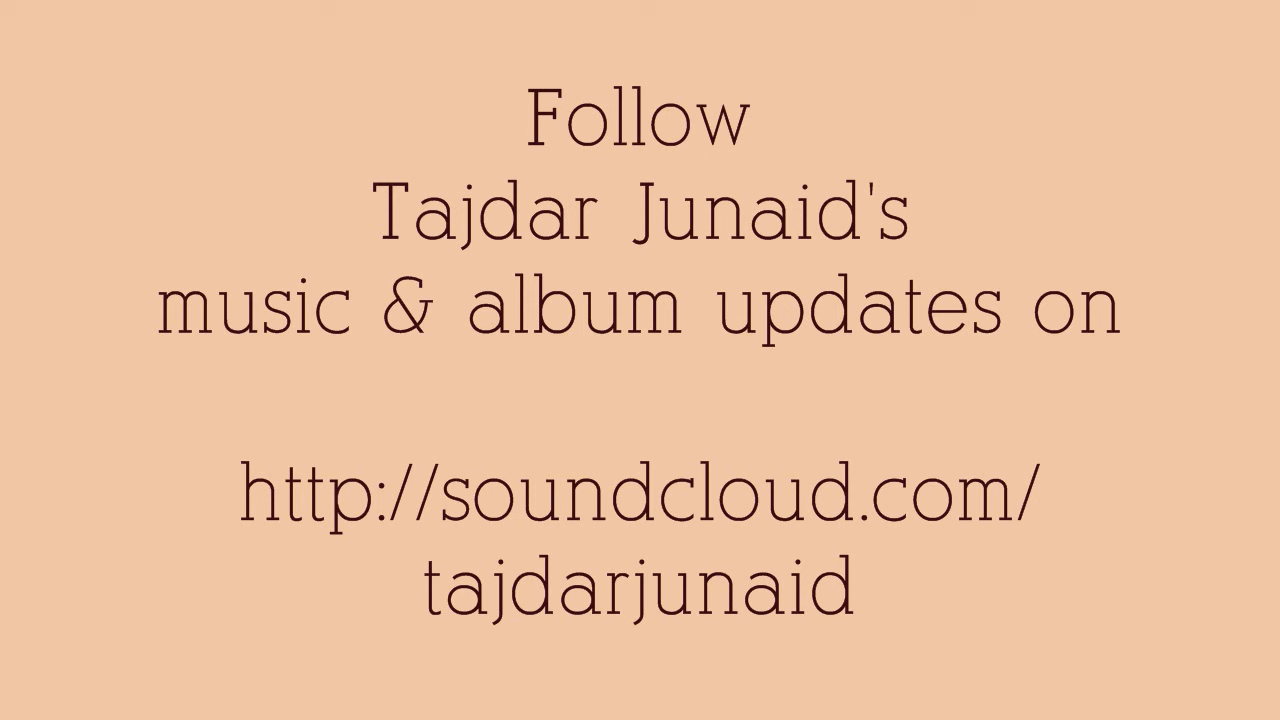 Follow
Tajdar Junaid's
music & album updates on
http://soundcloud.com/
tajdarjunaid